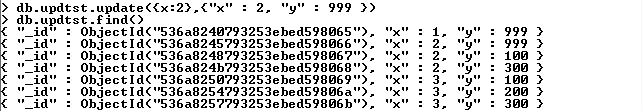 > db.updtst.update({x:2},{"x" : 2, "y" : 999 })
> db.updtst.find()
{ "_id" : ObjectId("536a8240793253ebed598065"), "x" : 1, "y" : 999 }
{ "_id" : ObjectId("536a8245793253ebed598066"), "x" : 2, "y" : 999 }
{ "_id" : ObjectId("536a8248793253ebed598067"), "x" : 2, "y" : 100 }
{ "_id" : ObjectId("536a824b793253ebed598068"), "x" : 2, "y" : 300 }
{ "_id" : ObjectId("536a8250793253ebed598069"), "x" : 3, "y" : 100 }
{ "_id" : ObjectId("536a8254793253ebed59806a"), "x" : 3, "y" : 200 }
{ "_id" : ObjectId("536a8257793253ebed59806b"), "x" : 3, "y" : 300 }